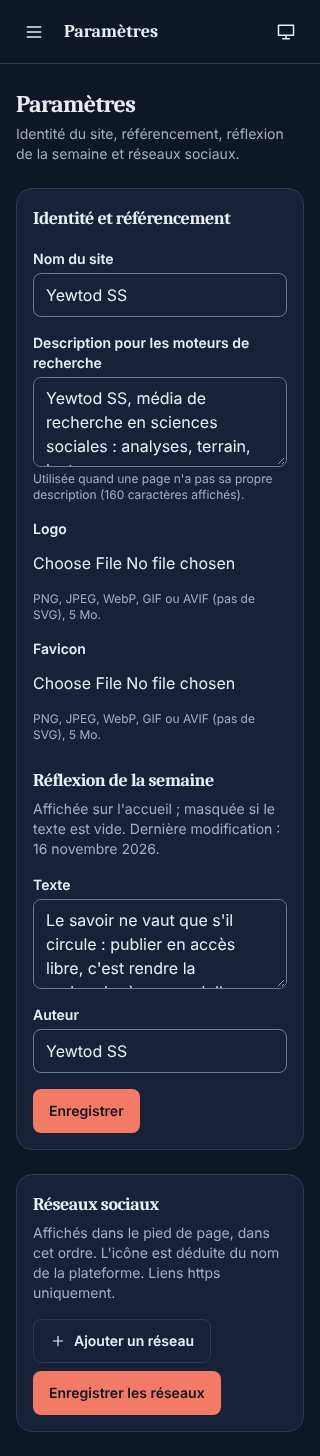 Paramètres
Paramètres
Identité du site, référencement, réflexion
de la semaine et réseaux sociaux.
Identité et référencement
Nom du site
Yewtod SS
Description pour les moteurs de
recherche
Yewtod SS, média de
recherche en sciences
sociales : analyses, terrain,
Utilisée quand une page n'a pas sa propre
description (160 caractères affichés).
Logo
Choose File No file chosen
PNG, JPEG, WebP, GIF ou AVIF (pas de
SVG), 5 Mo.
Favicon
Choose File No file chosen
PNG, JPEG, WebP, GIF ou AVIF (pas de
SVG), 5 Mo.
Réflexion de la semaine
Affichée sur l'accueil ; masquée si le
texte est vide. Dernière modification :
16 novembre 2026.
Texte
Le savoir ne vaut que s'il
circule : publier en accès
libre, c'est rendre la
Auteur
Yewtod SS
Enregistrer
Réseaux sociaux
Affichés dans le pied de page, dans
cet ordre. L'icône est déduite du nom
de la plateforme. Liens https
uniquement.
Ajouter un réseau
Enregistrer les réseaux